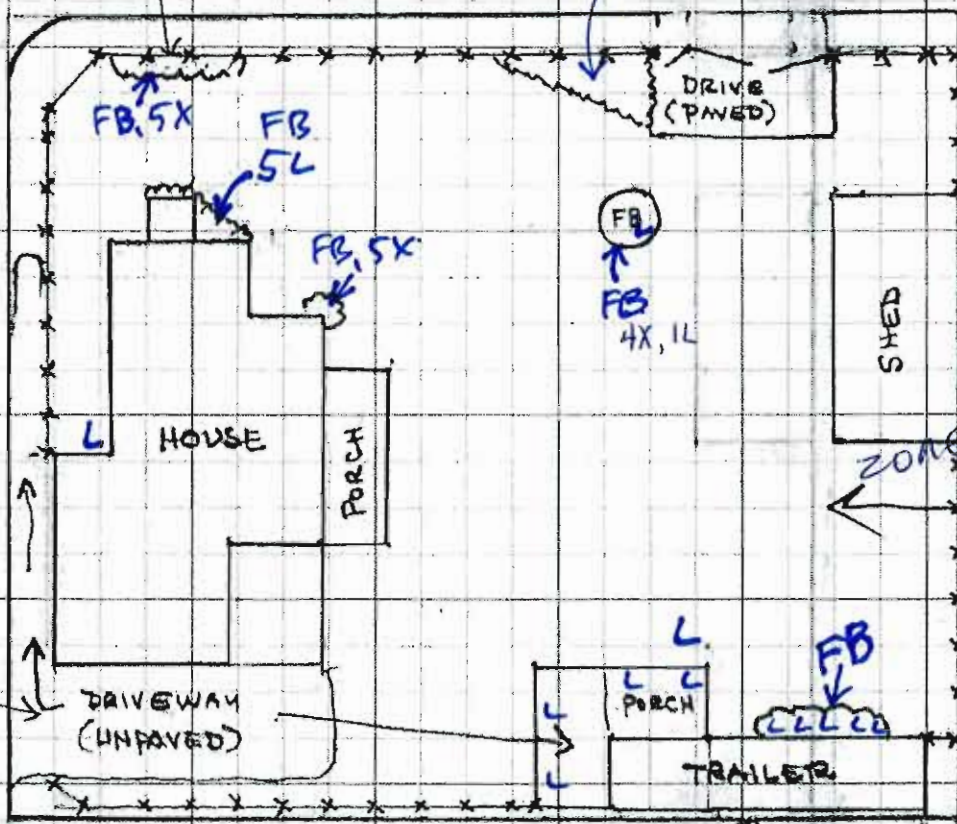 DRIVE
(PAVED)
FB, 5X
FB
5L
FB
L
FB, 5X
FB
4X, 1L
SHED
L
HOUSE
PORCH
L
FB
L L
PORCH
L
L L L L L
DRIVEWAY
(UNPAVED)
L
TRAILER